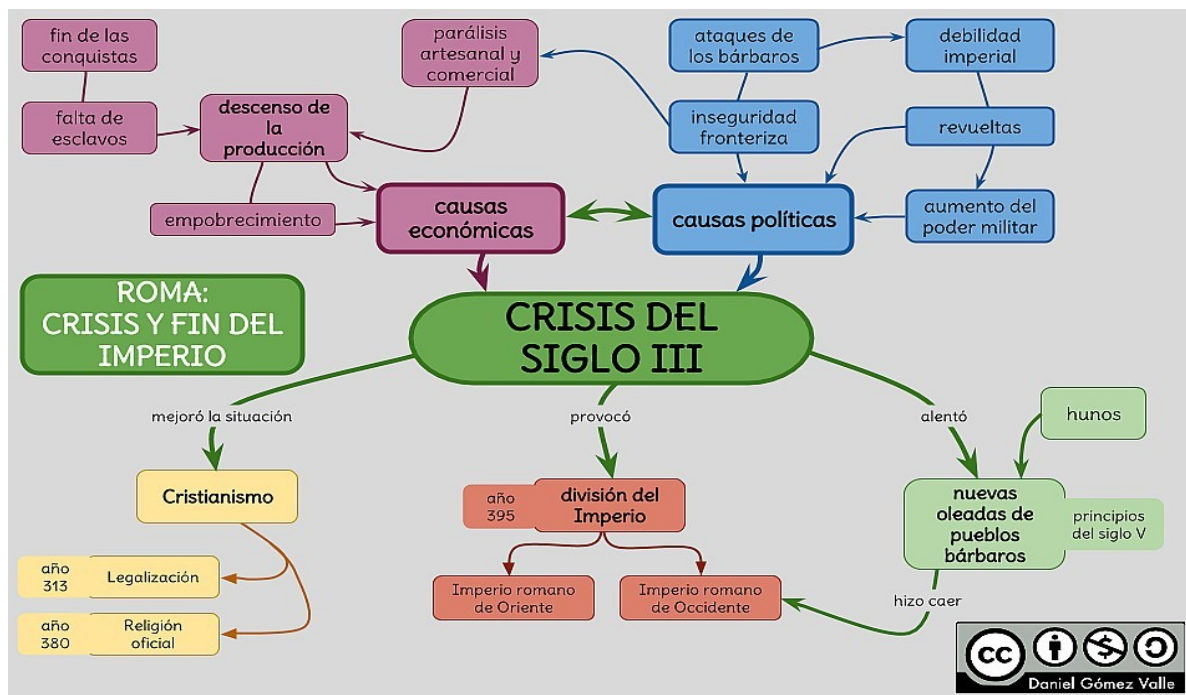 fin de las
conquistas
falta de
esclavos
descenso de
la
producción
empobrecimiento
parálisis
artesanal y
comercial
causas
económicas
ataques de
los bárbaros
inseguridad
fronteriza
debilidad
imperial
revueltas
aumento del
poder militar
causas políticas
ROMA:
CRISIS Y FIN DEL
IMPERIO
CRISIS DEL
SIGLO III
mejoró la situación
Cristianismo
año
313
Legalización
año
380
Religión
oficial
provocó
año
395
división del
Imperio
Imperio romano
de Oriente
Imperio romano
de Occidente
alentó
hunos
nuevas
oleadas de
pueblos
bárbaros
principios
del siglo V
hizo caer
cc
Daniel Gómez Valle